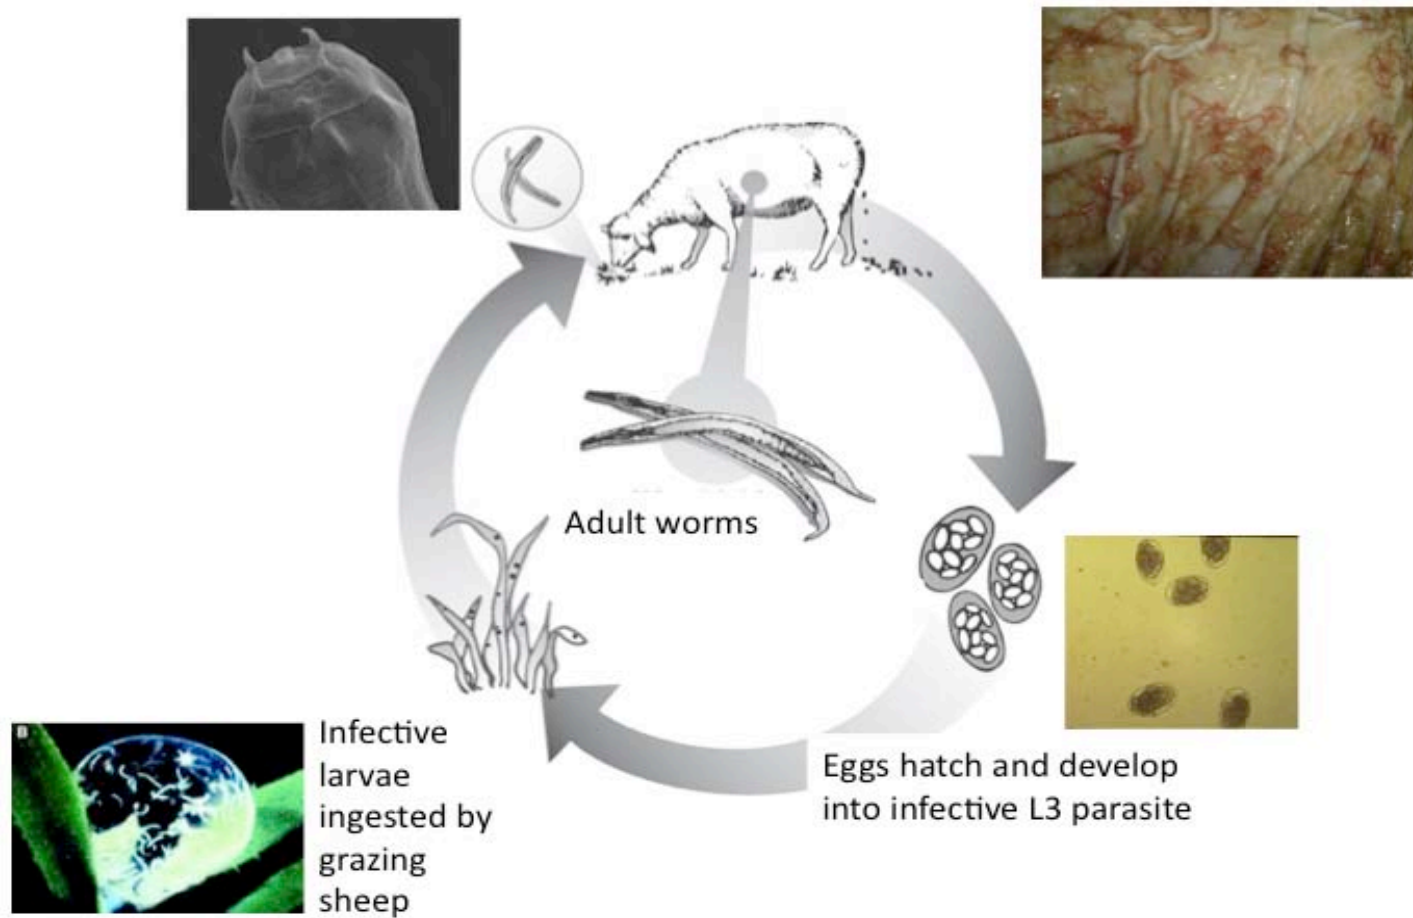 Adult worms
Eggs hatch and develop
into infective L3 parasite
B
Infective
larvae
ingested by
grazing
sheep